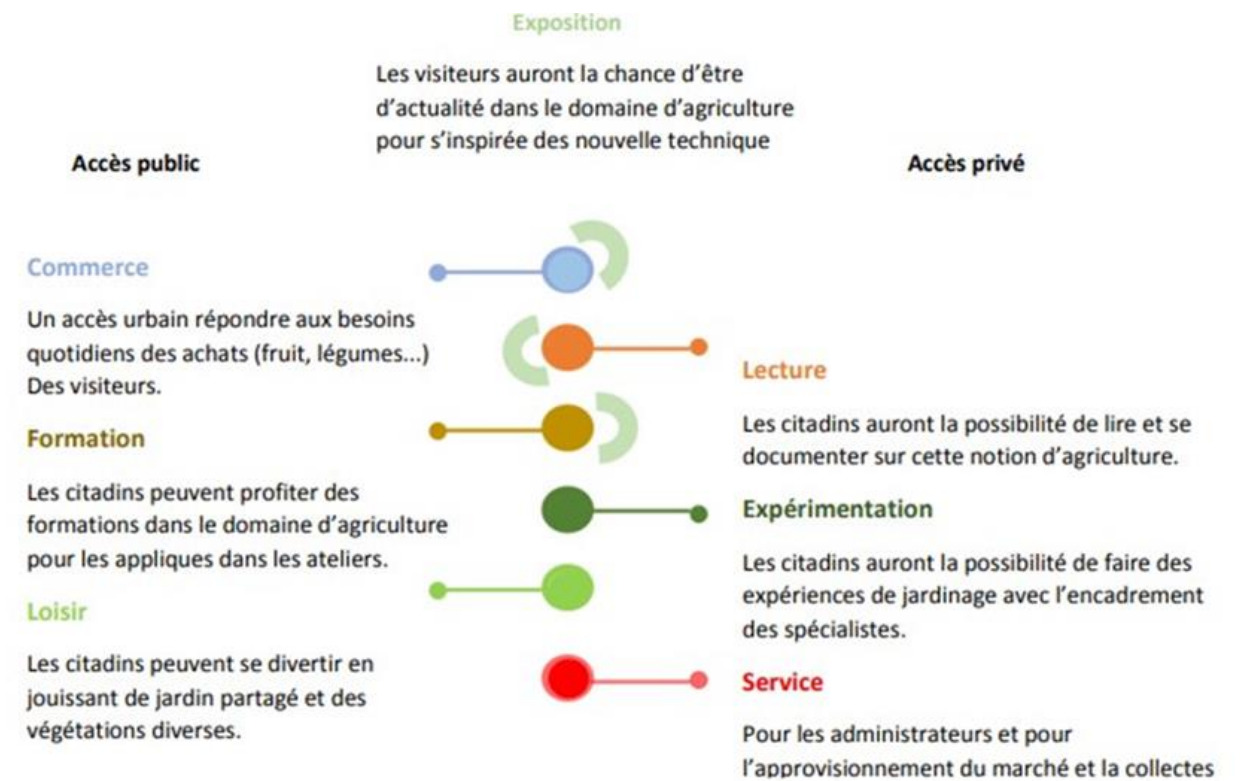 Exposition
Les visiteurs auront la chance d'être
d'actualité dans le domaine d'agriculture
pour s'inspirée des nouvelle technique
Accès public
Accès privé
Commerce
Un accès urbain répondre aux besoins
quotidiens des achats (fruit, légumes...)
Des visiteurs.
Formation
Les citadins peuvent profiter des
formations dans le domaine d'agriculture
pour les appliques dans les ateliers.
Loisir
Les citadins peuvent se divertir en
jouissant de jardin partagé et des
végétations diverses.
Lecture
Les citadins auront la possibilité de lire et se
documenter sur cette notion d'agriculture.
Expérimentation
Les citadins auront la possibilité de faire des
expériences de jardinage avec l'encadrement
des spécialistes.
Service
Pour les administrateurs et pour
l'approvisionnement du marché et la collectes